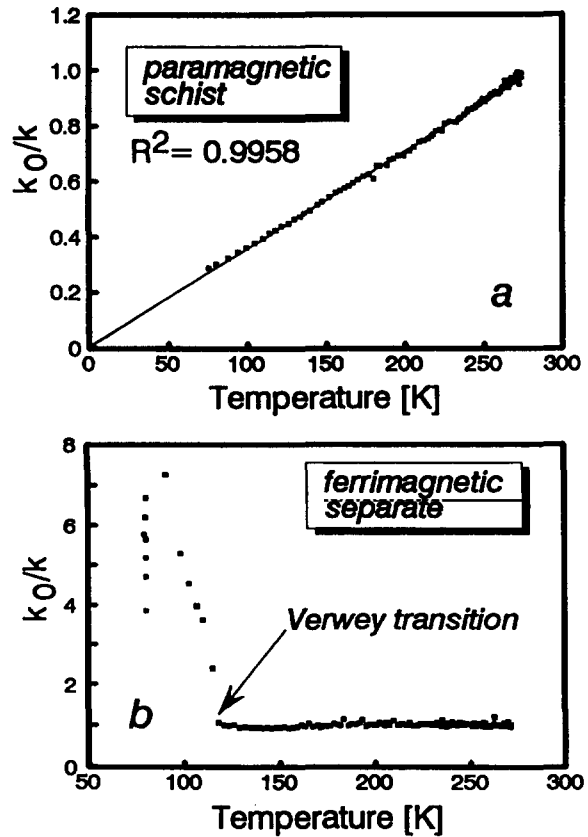 1.2
1.0
0.8
0.6
0.4
0.2
0
k0/k
paramagnetic
schist
R2= 0.9958
a
0 50 100 150 200 250 300
Temperature [K]
8
6
4
2
0
k0/k
ferrimagnetic
separate
Verwey transition
b
50 100 150 200 250 300
Temperature [K]